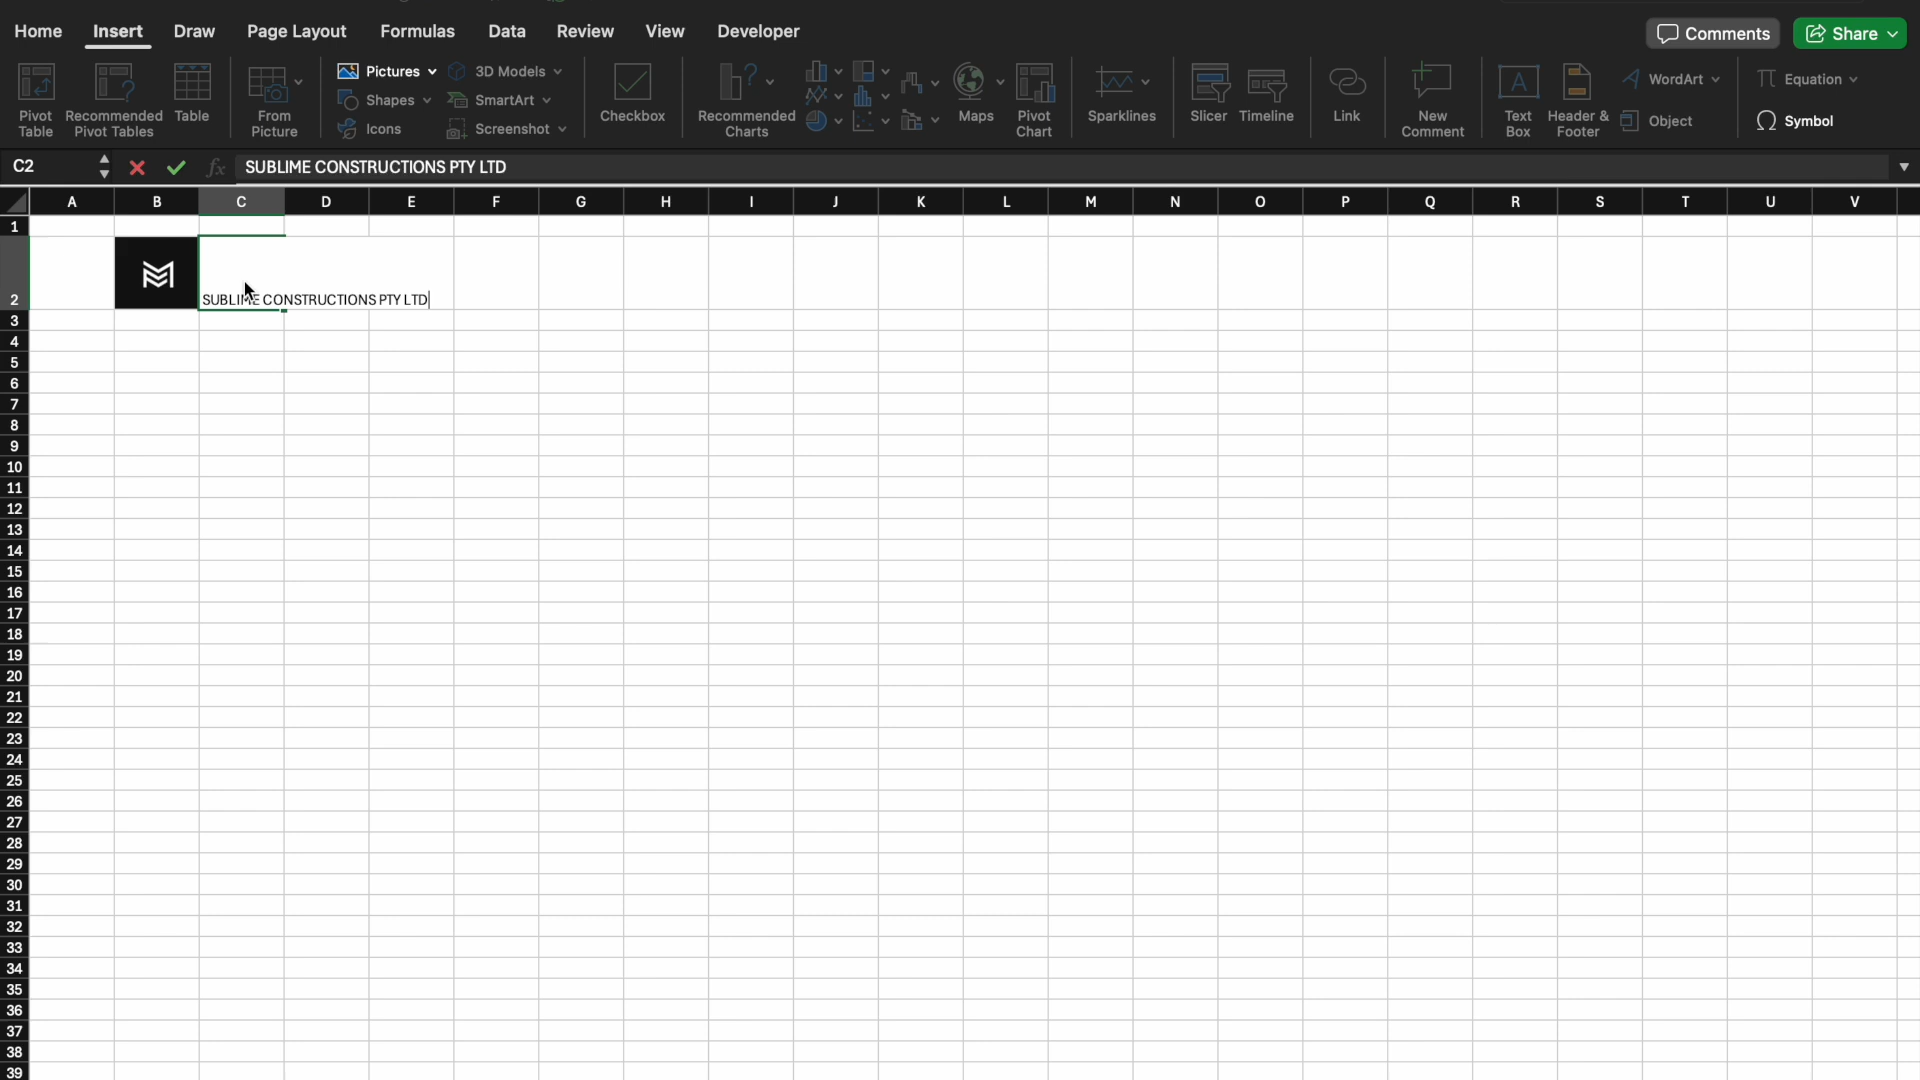 Home Insert Draw Page Layout Formulas Data Review View Developer Comments Share
Pictures 3D Models WordArt Equation
Shapes SmartArt
Icons Screenshot Object Symbol
Pivot Table
Recommended Pivot Tables
Table
From Picture
Checkbox
Recommended Charts
Maps
Pivot Chart
Sparklines
Slicer
Timeline
Link
New Comment
Text Box
Header & Footer
C2 fx SUBLIME CONSTRUCTIONS PTY LTD
A B C D E F G H I J K L M N O P Q R S T U V
1
2 SUBLIME CONSTRUCTIONS PTY LTD
3
4
5
6
7
8
9
10
11
12
13
14
15
16
17
18
19
20
21
22
23
24
25
26
27
28
29
30
31
32
33
34
35
36
37
38
39